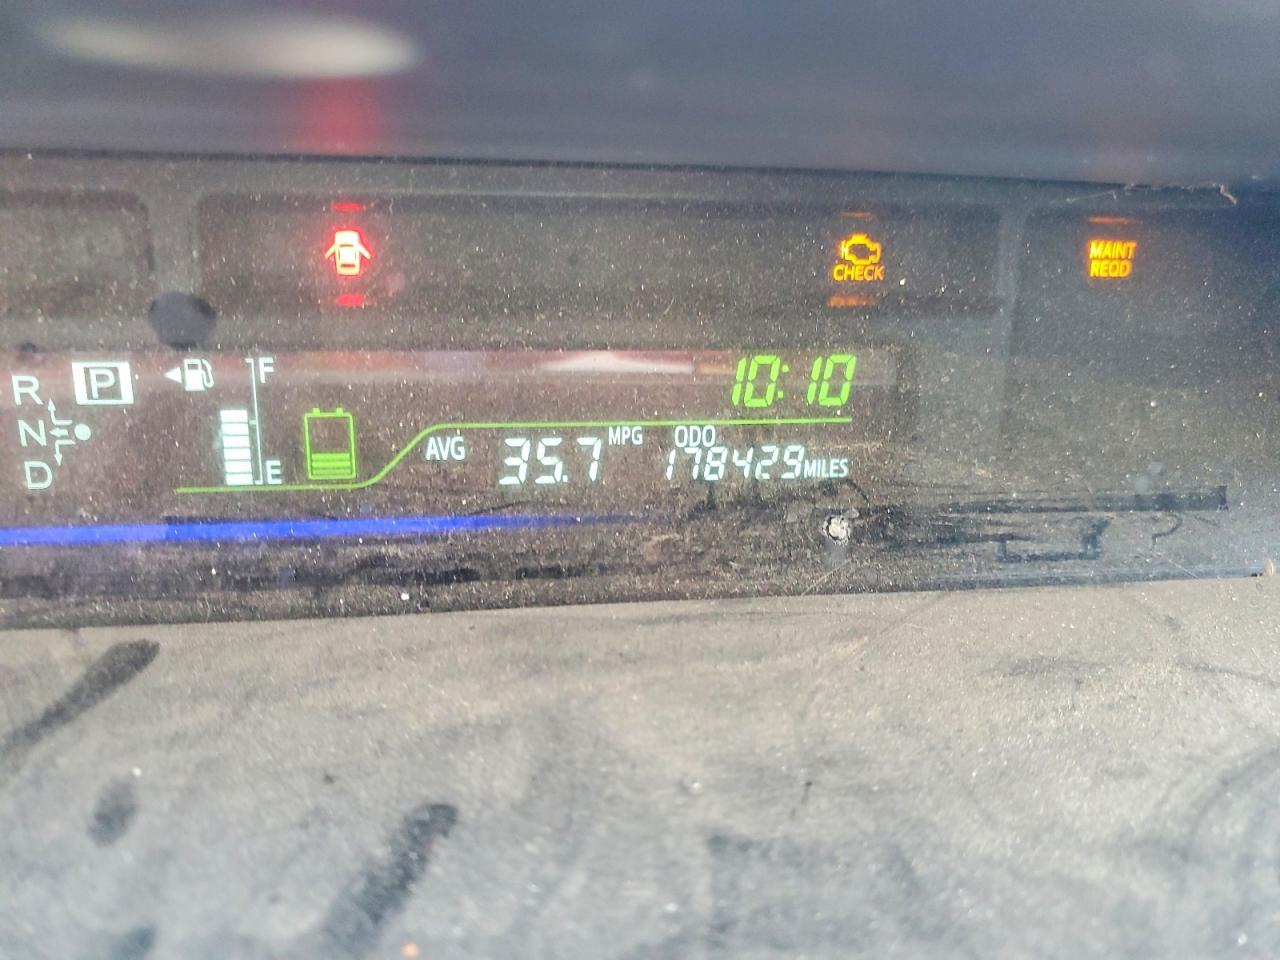 CHECK
MAINT
REQD
R
P
N
D
F
E
10:10
AVG 35.7 MPG
ODO
178429 MILES